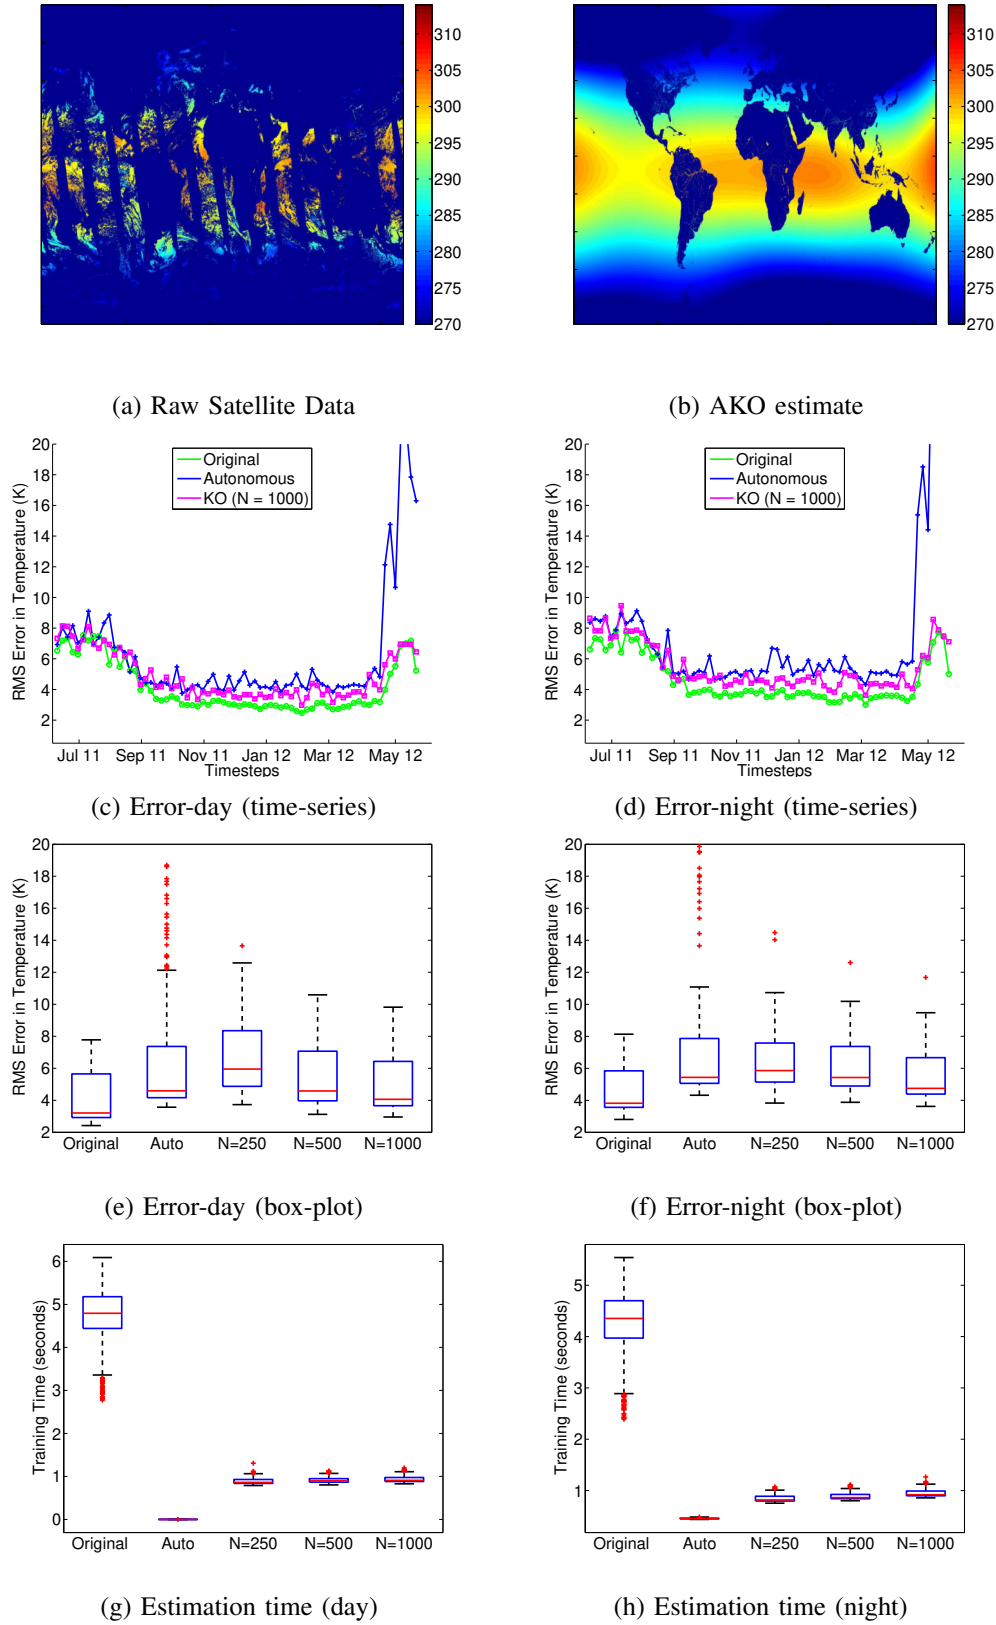 310
305
300
295
290
285
280
275
270
310
305
300
295
290
285
280
275
270
(a) Raw Satellite Data
(b) AKO estimate
20
18
16
14
12
10
8
6
4
2
RMS Error in Temperature (K)
Original
Autonomous
KO (N = 1000)
Jul 11 Sep 11 Nov 11 Jan 12 Mar 12 May 12
Timesteps
20
18
16
14
12
10
8
6
4
2
RMS Error in Temperature (K)
Original
Autonomous
KO (N = 1000)
Jul 11 Sep 11 Nov 11 Jan 12 Mar 12 May 12
Timesteps
(c) Error-day (time-series)
(d) Error-night (time-series)
20
18
16
14
12
10
8
6
4
2
RMS Error in Temperature (K)
Original Auto N=250 N=500 N=1000
20
18
16
14
12
10
8
6
4
2
RMS Error in Temperature (K)
Original Auto N=250 N=500 N=1000
(e) Error-day (box-plot)
(f) Error-night (box-plot)
6
5
4
3
2
1
0
Training Time (seconds)
Original Auto N=250 N=500 N=1000
5
4
3
2
1
Training Time (seconds)
Original Auto N=250 N=500 N=1000
(g) Estimation time (day)
(h) Estimation time (night)